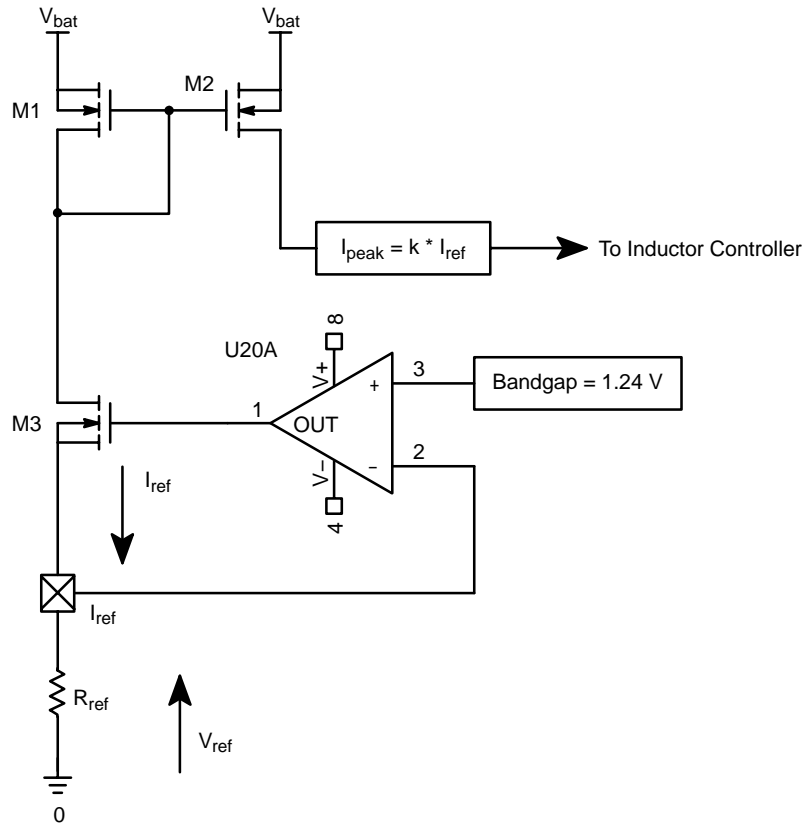 Vbat
Vbat
M2
M1
Ipeak = k * Iref
To Inductor Controller
U20A
8
V+
3
+
Bandgap = 1.24 V
1
OUT
M3
2
−
V−
4
Iref
Iref
Rref
Vref
0